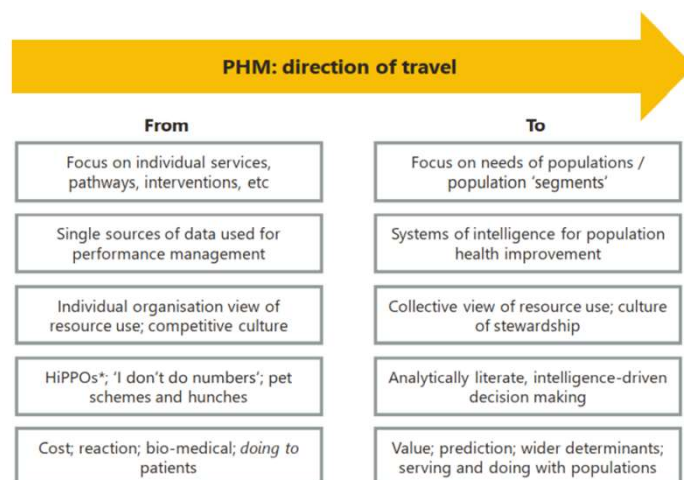 PHM: direction of travel
From
To
Focus on individual services,
pathways, interventions, etc
Focus on needs of populations /
population ‘segments’
Single sources of data used for
performance management
Systems of intelligence for population
health improvement
Individual organisation view of
resource use; competitive culture
Collective view of resource use; culture
of stewardship
HiPPOs*; ‘I don’t do numbers’; pet
schemes and hunches
Analytically literate, intelligence-driven
decision making
Cost; reaction; bio-medical; doing to
patients
Value; prediction; wider determinants;
serving and doing with populations